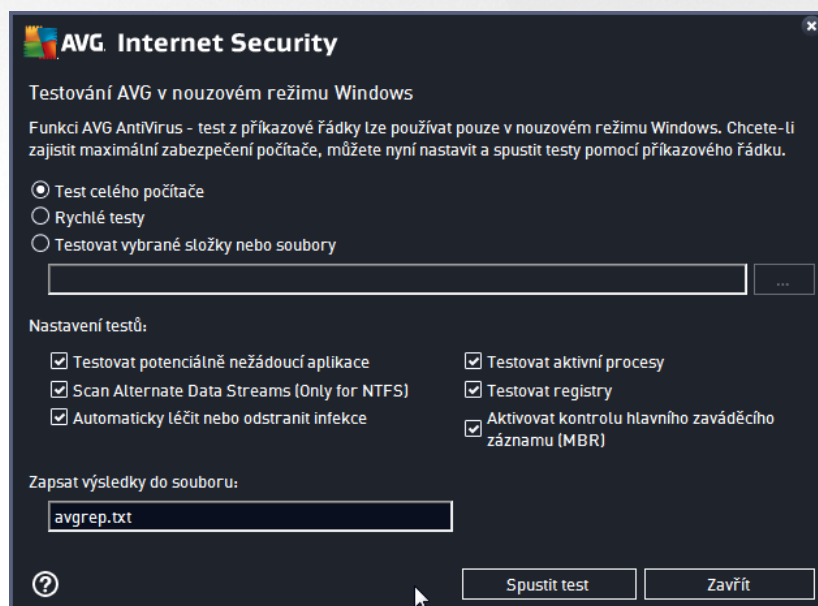 AVG. Internet Security
Testování AVG v nouzovém režimu Windows
Funkci AVG AntiVirus - test z příkazové řádky lze používat pouze v nouzovém režimu Windows. Chcete-li
zajistit maximální zabezpečení počítače, můžete nyní nastavit a spustit testy pomocí příkazového řádku.
Test celého počítače
Rychlé testy
Testovat vybrané složky nebo soubory
...
Nastavení testů:
Testovat potenciálně nežádoucí aplikace
Scan Alternate Data Streams (Only for NTFS)
Automaticky léčit nebo odstranit infekce
Testovat aktivní procesy
Testovat registry
Aktivovat kontrolu hlavního zaváděcího
záznamu (MBR)
Zapsat výsledky do souboru:
avgrep.txt
Spustit test
Zavřít